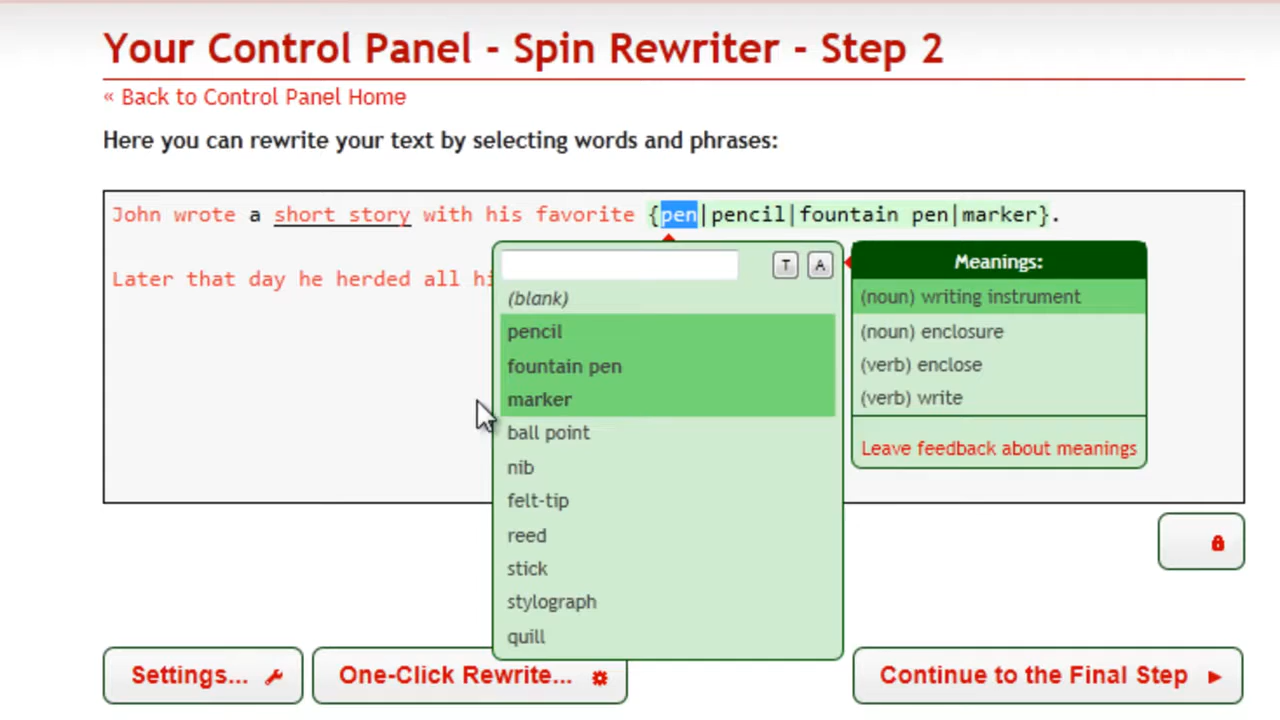 Your Control Panel - Spin Rewriter - Step 2
« Back to Control Panel Home
Here you can rewrite your text by selecting words and phrases:
John wrote a short story with his favorite {pen|pencil|fountain pen|marker}.
Later that day he herded all hi
T A
(blank)
pencil
fountain pen
marker
ball point
nib
felt-tip
reed
stick
stylograph
quill
Meanings:
(noun) writing instrument
(noun) enclosure
(verb) enclose
(verb) write
Leave feedback about meanings
Settings...
One-Click Rewrite...
Continue to the Final Step